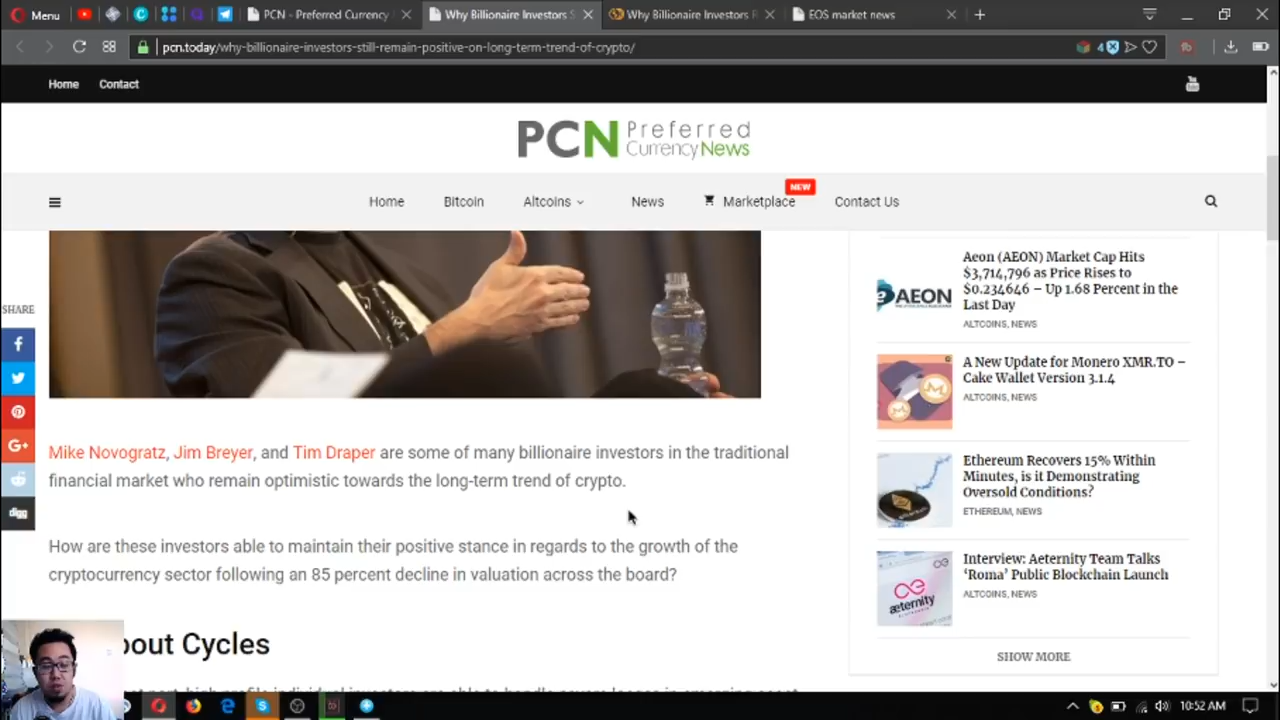 Menu
PCN - Preferred Currency
Why Billionaire Investors S
Why Billionaire Investors R
EOS market news
pcn.today/why-billionaire-investors-still-remain-positive-on-long-term-trend-of-crypto/
4
Home
Contact
PCN Preferred
CurrencyNews
NEW
Home
Bitcoin
Altcoins
News
Marketplace
Contact Us
SHARE
digg
Mike Novogratz, Jim Breyer, and Tim Draper are some of many billionaire investors in the traditional
financial market who remain optimistic towards the long-term trend of crypto.
How are these investors able to maintain their positive stance in regards to the growth of the
cryptocurrency sector following an 85 percent decline in valuation across the board?
bout Cycles
AEON
Aeon (AEON) Market Cap Hits
$3,714,796 as Price Rises to
$0.234646 – Up 1.68 Percent in the
Last Day
ALTCOINS, NEWS
A New Update for Monero XMR.TO –
Cake Wallet Version 3.1.4
ALTCOINS, NEWS
Ethereum Recovers 15% Within
Minutes, is it Demonstrating
Oversold Conditions?
ETHEREUM, NEWS
æternity
Interview: Aeternity Team Talks
‘Roma’ Public Blockchain Launch
ALTCOINS, NEWS
SHOW MORE
10:52 AM